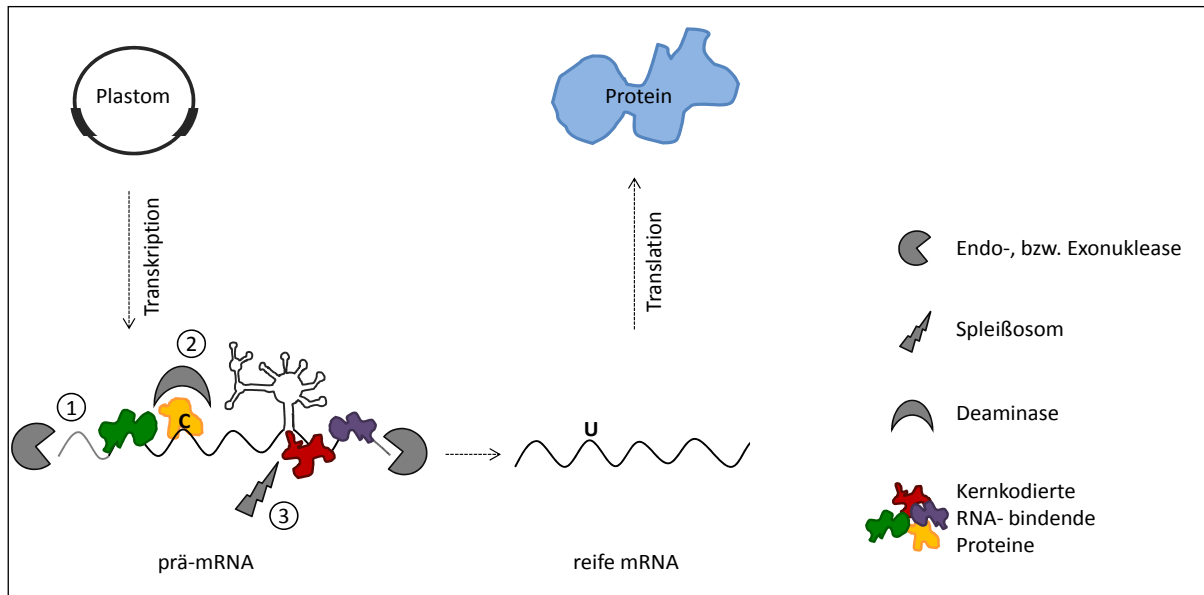 Plastom
Protein
Transkription
Translation
Endo-, bzw. Exonuklease
Spleißosom
Deaminase
Kernkodierte
RNA- bindende
Proteine
1
2
C
3
U
prä-mRNA
reife mRNA